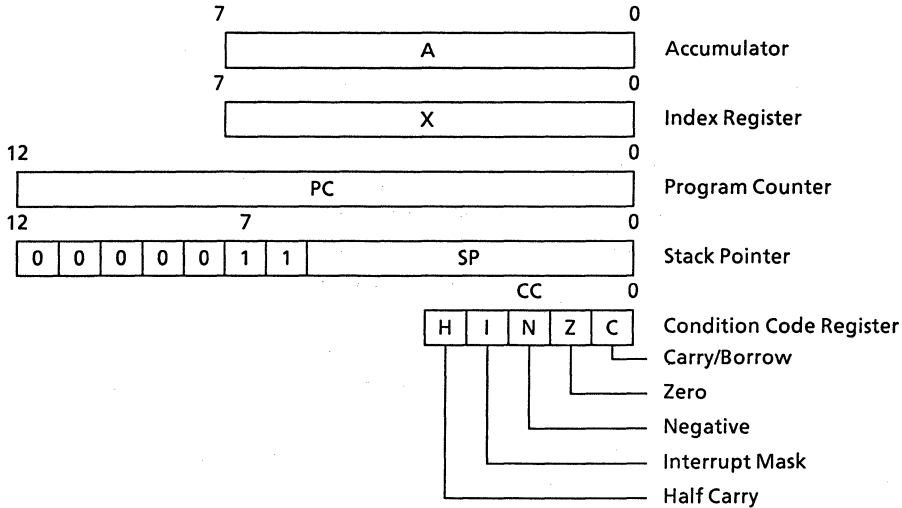 7 0
A Accumulator
7 0
X Index Register
12 0
PC Program Counter
12 7 0
0 0 0 0 0 1 1 SP Stack Pointer
CC 0
H I N Z C Condition Code Register
Carry/Borrow
Zero
Negative
Interrupt Mask
Half Carry